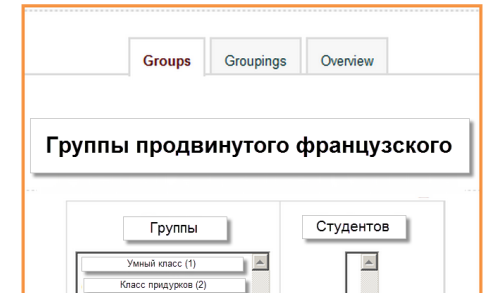 Groups Groupings Overview
Группы продвинутого французского
Группы Студентов
Умный класс (1)
Класс придурков (2)